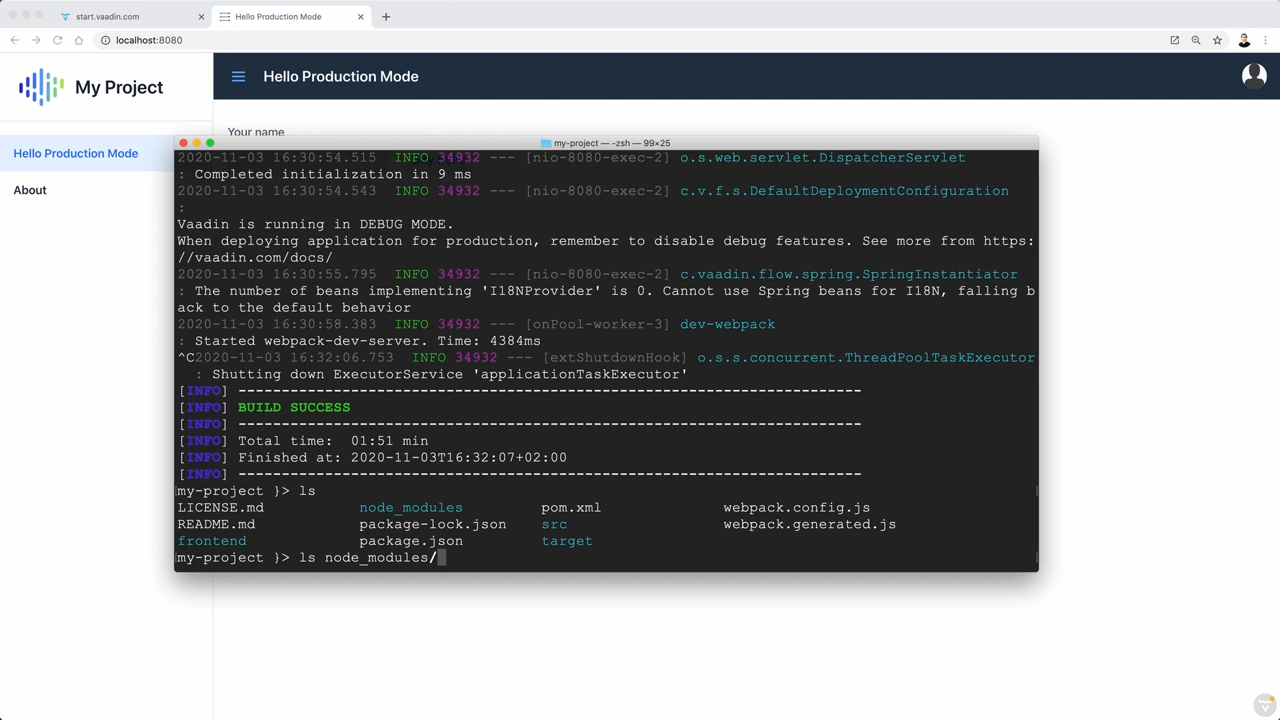 start.vaadin.com
Hello Production Mode
localhost:8080
My Project
Hello Production Mode
Hello Production Mode
About
Your name
my-project — -zsh — 99×25
2020-11-03 16:30:54.515  INFO 34932 --- [nio-8080-exec-2] o.s.web.servlet.DispatcherServlet
: Completed initialization in 9 ms
2020-11-03 16:30:54.543  INFO 34932 --- [nio-8080-exec-2] c.v.f.s.DefaultDeploymentConfiguration
:
Vaadin is running in DEBUG MODE.
When deploying application for production, remember to disable debug features. See more from https:
//vaadin.com/docs/
2020-11-03 16:30:55.795  INFO 34932 --- [nio-8080-exec-2] c.vaadin.flow.spring.SpringInstantiator
: The number of beans implementing 'I18NProvider' is 0. Cannot use Spring beans for I18N, falling b
ack to the default behavior
2020-11-03 16:30:58.383  INFO 34932 --- [onPool-worker-3] dev-webpack
: Started webpack-dev-server. Time: 4384ms
^C2020-11-03 16:32:06.753  INFO 34932 --- [extShutdownHook] o.s.s.concurrent.ThreadPoolTaskExecutor
: Shutting down ExecutorService 'applicationTaskExecutor'
[INFO] ------------------------------------------------------------------------
[INFO] BUILD SUCCESS
[INFO] ------------------------------------------------------------------------
[INFO] Total time:  01:51 min
[INFO] Finished at: 2020-11-03T16:32:07+02:00
[INFO] ------------------------------------------------------------------------
my-project }> ls
LICENSE.md node_modules pom.xml webpack.config.js
README.md package-lock.json src webpack.generated.js
frontend package.json target
my-project }> ls node_modules/